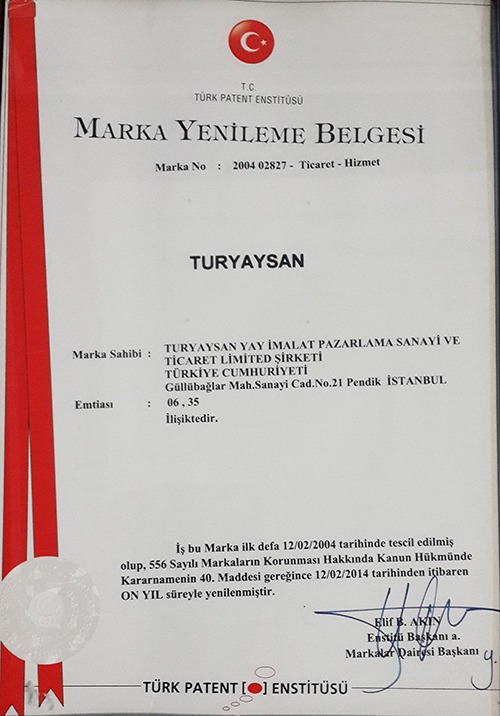 T.C.
TÜRK PATENT ENSTİTÜSÜ
MARKA YENİLEME BELGESİ
Marka No : 2004 02827 - Ticaret - Hizmet
TURYAYSAN
Marka Sahibi : TURYAYSAN YAY İMALAT PAZARLAMA SANAYİ VE
TİCARET LİMİTED ŞİRKETİ
TÜRKİYE CUMHURİYETİ
Güllübağlar Mah.Sanayi Cad.No.21 Pendik İSTANBUL
Emtiası : 06 , 35
İlişiktedir.
İş bu Marka ilk defa 12/02/2004 tarihinde tescil edilmiş
olup, 556 Sayılı Markaların Korunması Hakkında Kanun Hükmünde
Kararnamenin 40. Maddesi gereğince 12/02/2014 tarihinden itibaren
ON YIL süreyle yenilenmiştir.
Elif B. AKIN
Enstitü Başkanı a.
Markalar Dairesi Başkanı
TÜRK PATENT [ ] ENSTİTÜSÜ